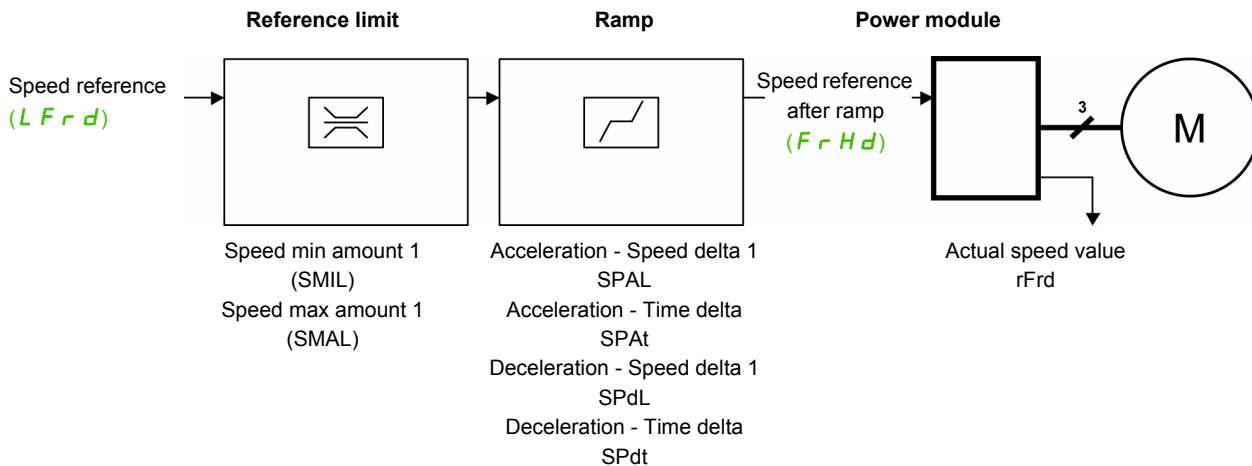 Reference limit
Ramp
Power module
Speed reference
(LFrd)
Speed reference
after ramp
(FrHd)
3
M
Speed min amount 1
(SMIL)
Speed max amount 1
(SMAL)
Acceleration - Speed delta 1
SPAL
Acceleration - Time delta
SPAt
Deceleration - Speed delta 1
SPdL
Deceleration - Time delta
SPdt
Actual speed value
rFrd